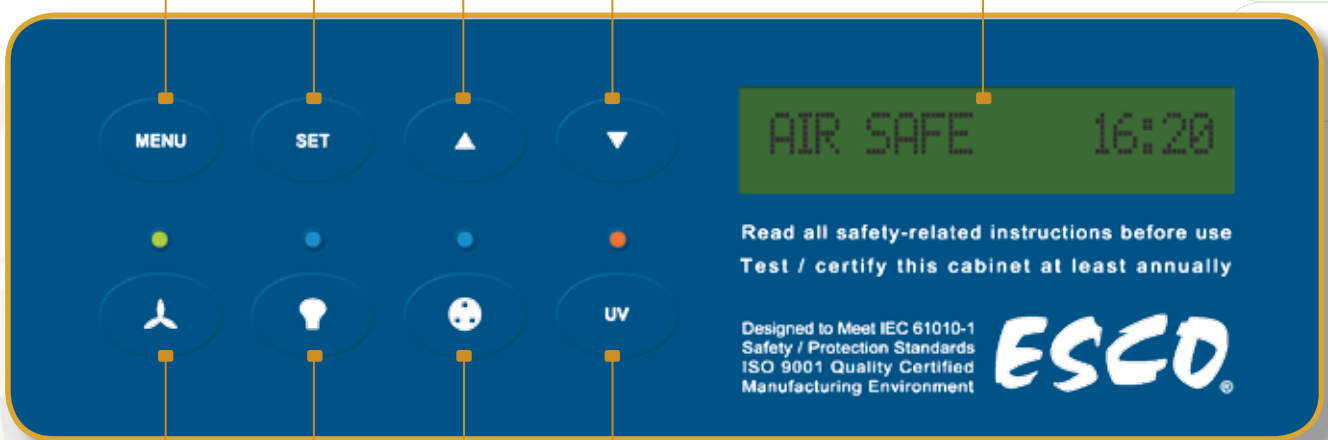 MENU SET
AIR SAFE 16:20
UV
Read all safety-related instructions before use
Test / certify this cabinet at least annually
Designed to Meet IEC 61010-1
Safety / Protection Standards
ISO 9001 Quality Certified
Manufacturing Environment
ESCO®